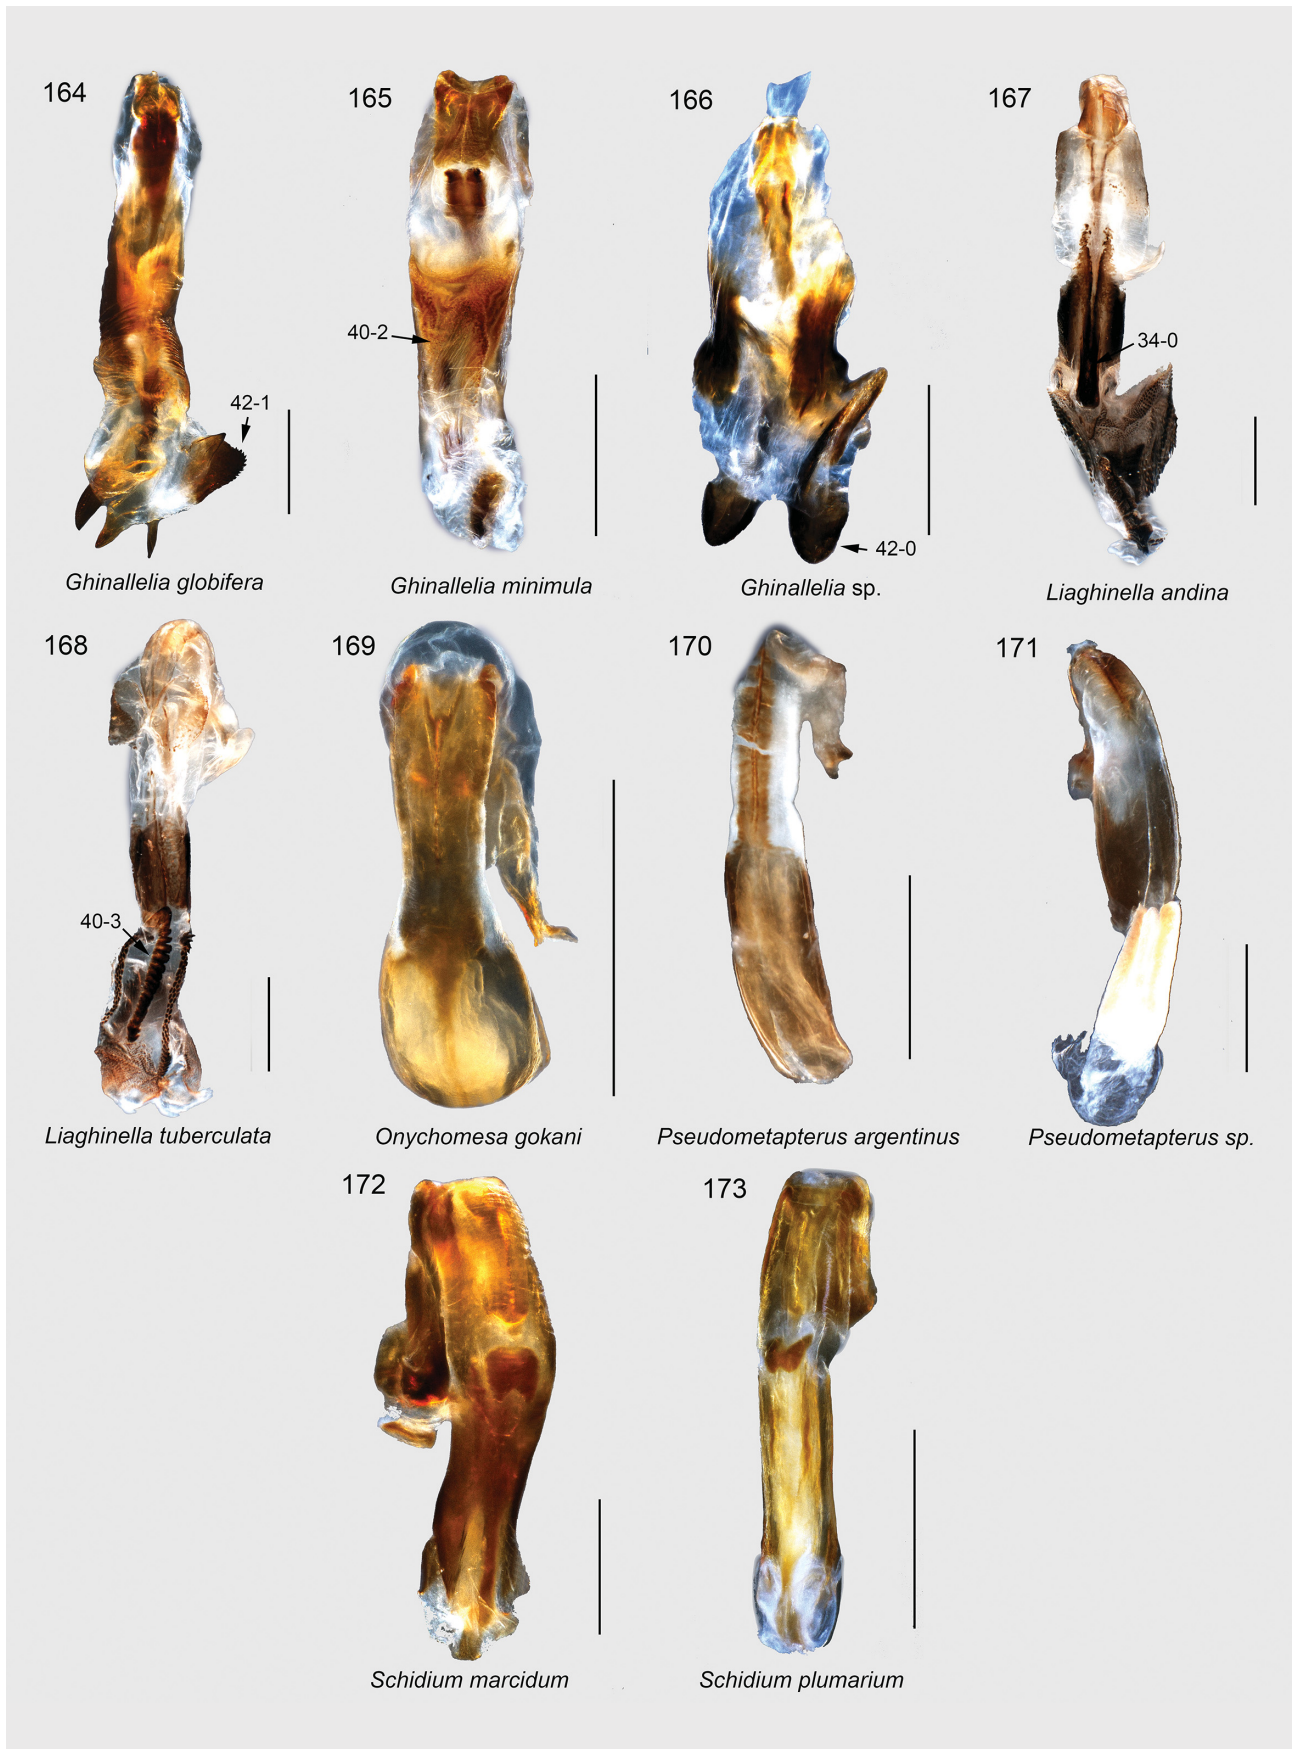 164
165
166
167
42-1
40-2
42-0
34-0
Ghinallelia globifera
Ghinallelia minimula
Ghinallelia sp.
Liaghinella andina
168
169
170
171
40-3
Liaghinella tuberculata
Onychomesa gokani
Pseudometapterus argentinus
Pseudometapterus sp.
172
173
Schidium marcidum
Schidium plumarium